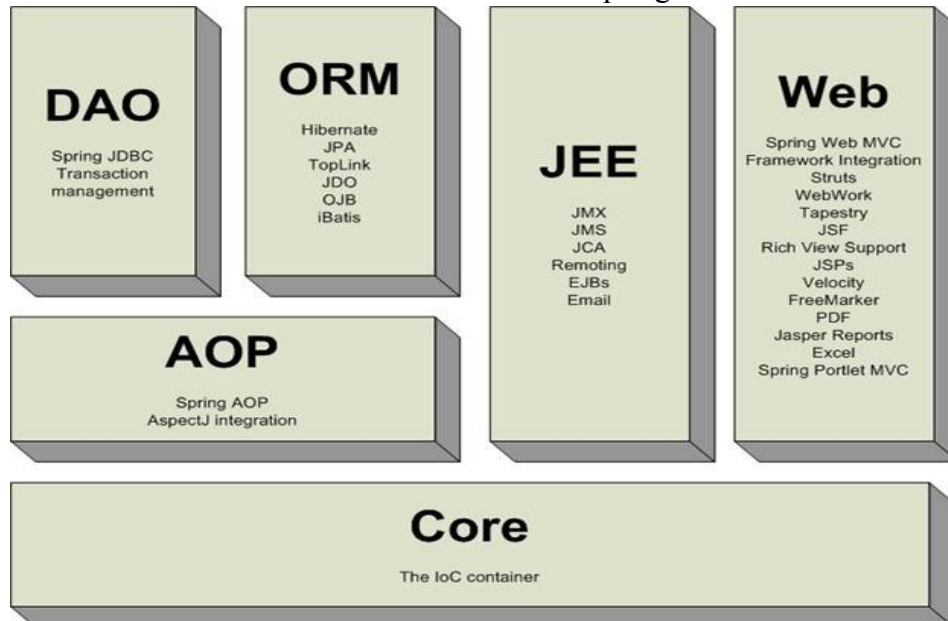 DAO
Spring JDBC
Transaction
management
ORM
Hibernate
JPA
TopLink
JDO
OJB
iBatis
JEE
JMX
JMS
JCA
Remoting
EJBs
Email
Web
Spring Web MVC
Framework Integration
Struts
WebWork
Tapestry
JSF
Rich View Support
JSPs
Velocity
FreeMarker
PDF
Jasper Reports
Excel
Spring Portlet MVC
AOP
Spring AOP
AspectJ integration
Core
The IoC container